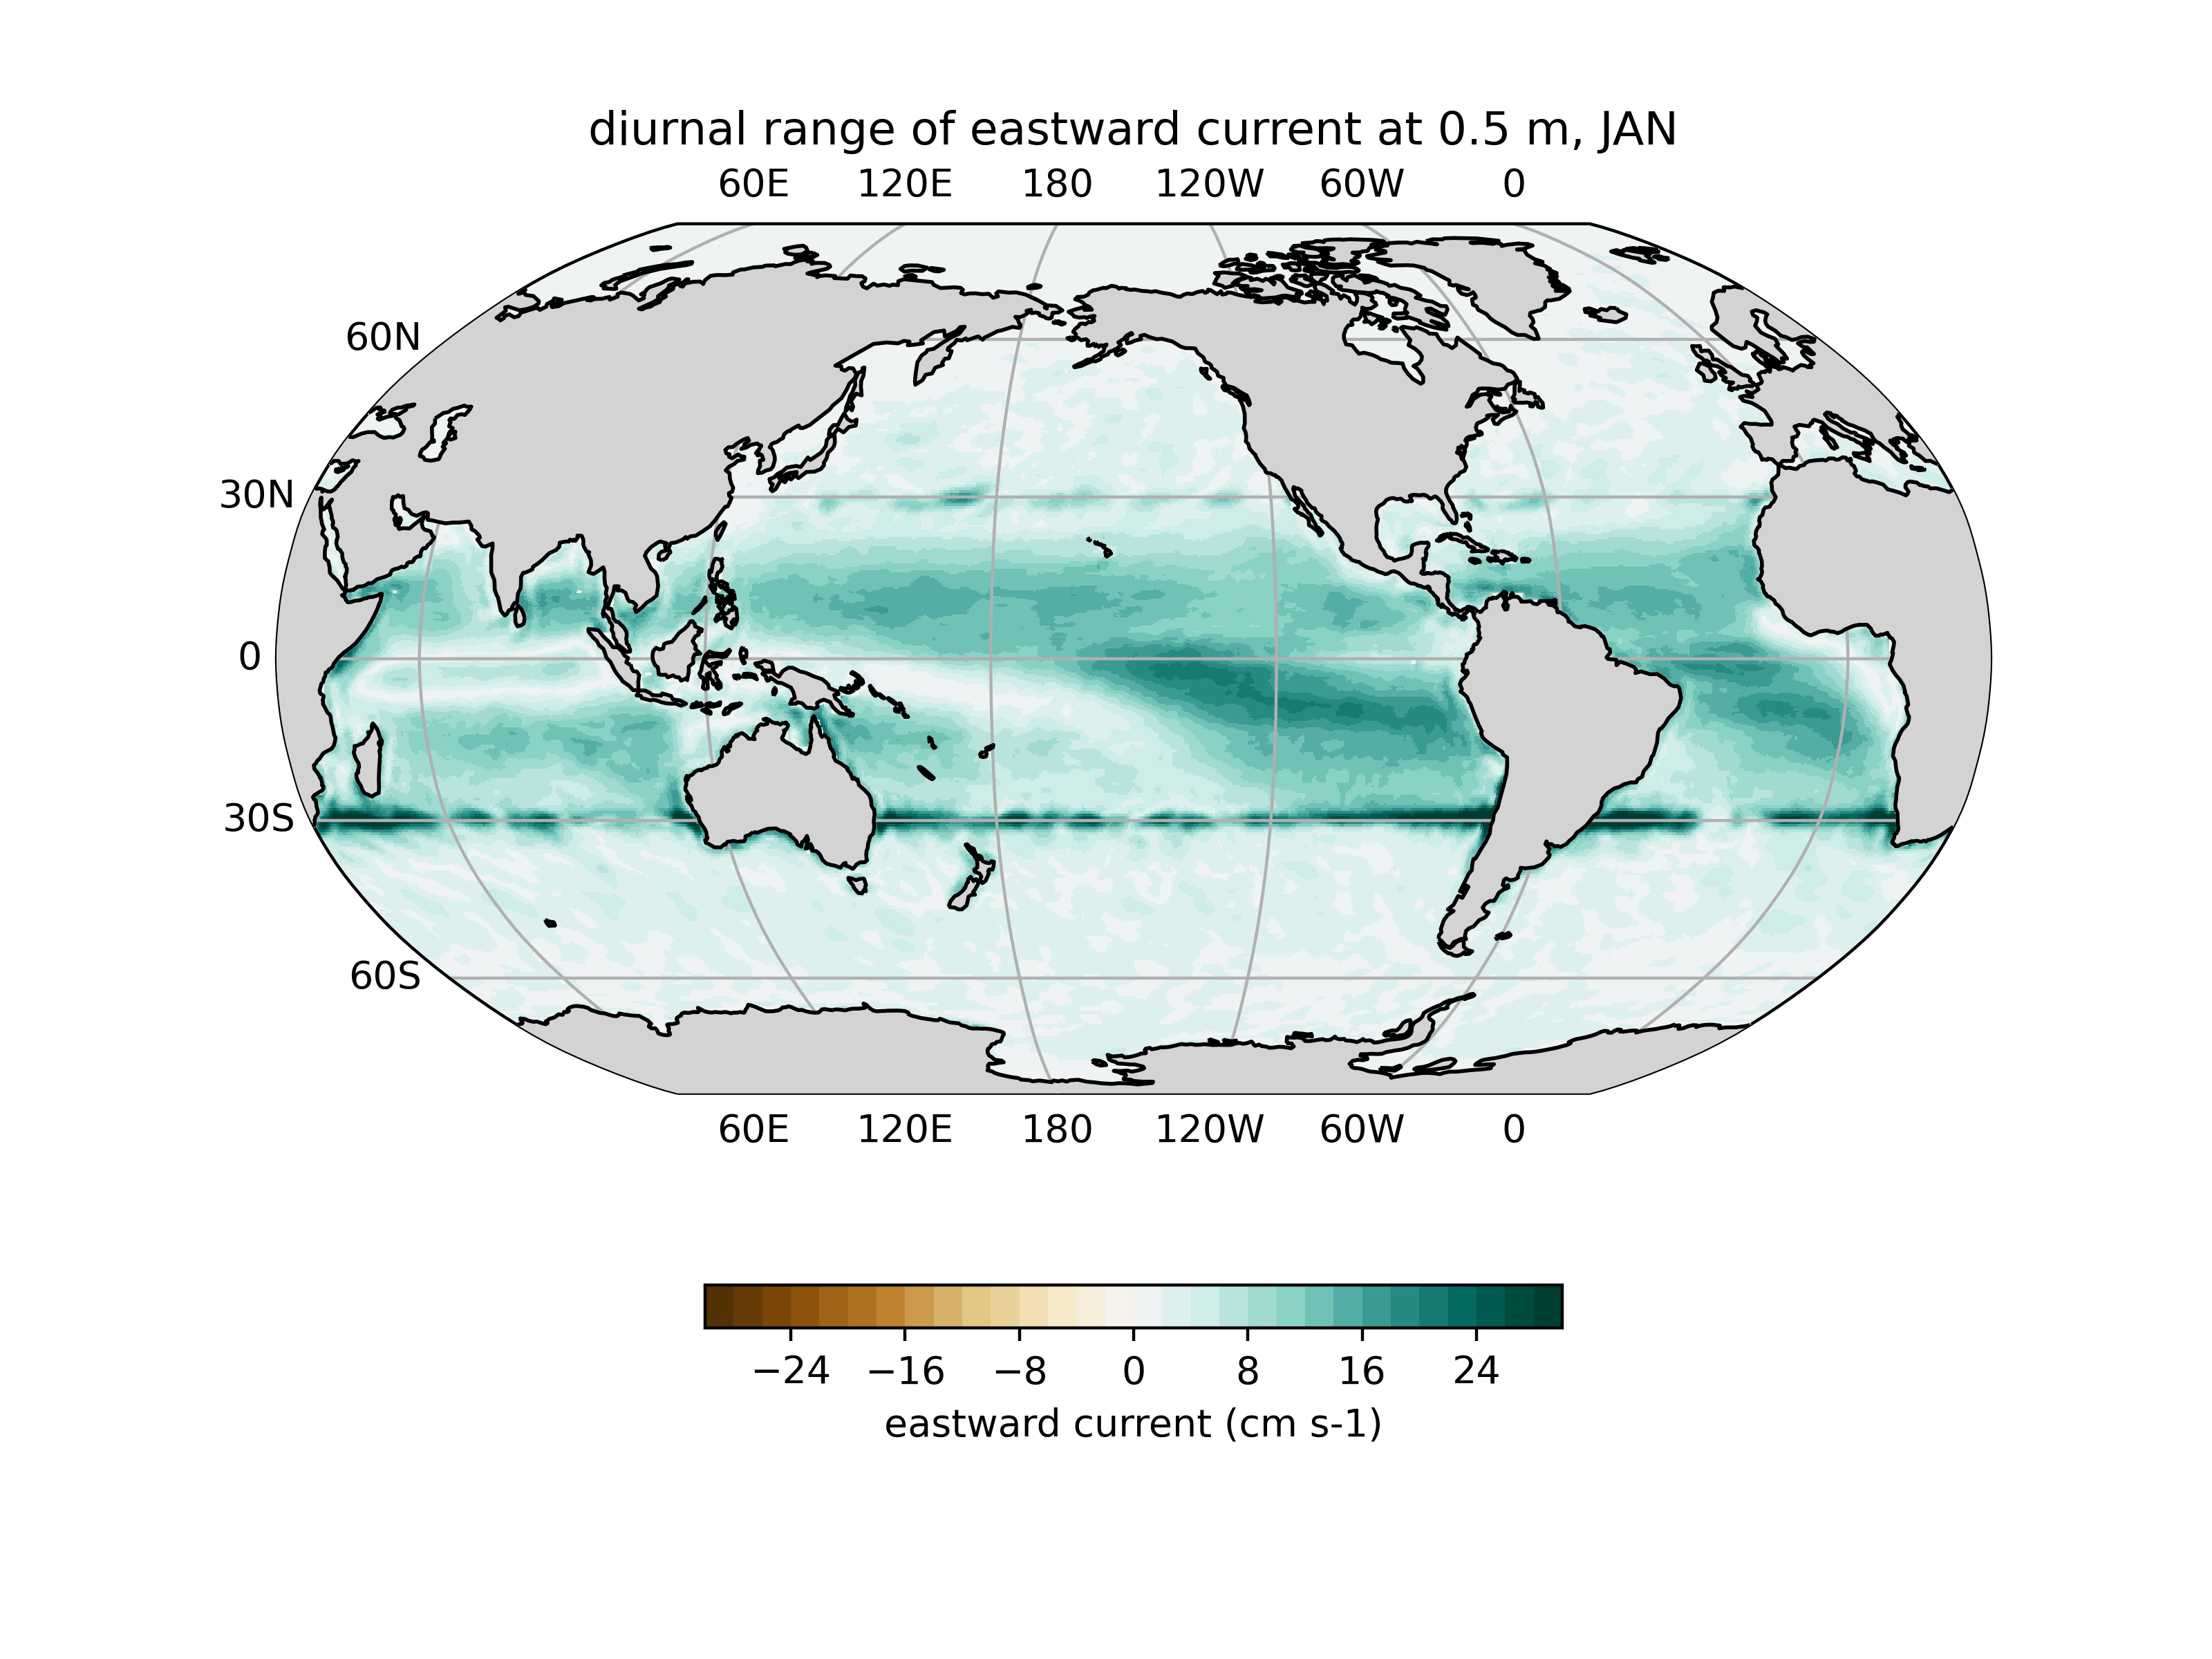 diurnal range of eastward current at 0.5 m, JAN
60E 120E 180 120W 60W 0
60N
30N
0
30S
60S
60E 120E 180 120W 60W 0
−24 −16 −8 0 8 16 24
eastward current (cm s-1)